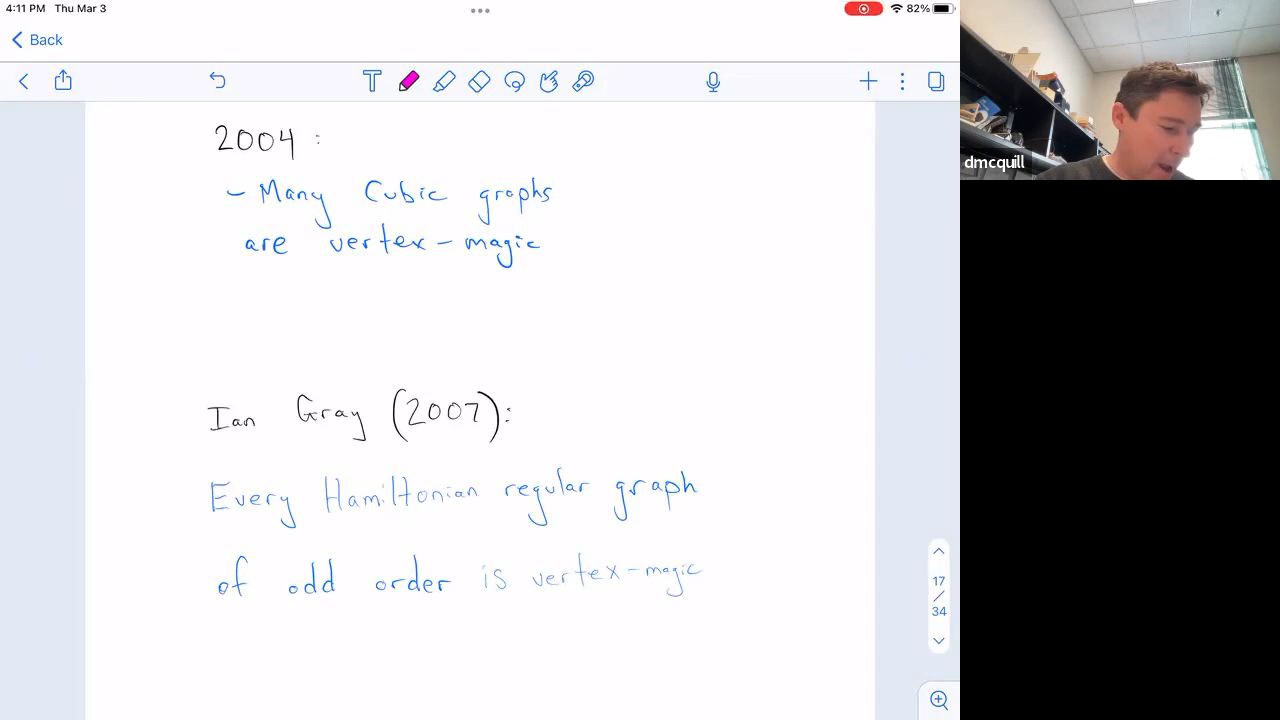 4:11 PM Thu Mar 3
82%
Back
T
2004 :
- Many Cubic graphs
are vertex-magic
Ian Gray (2007):
Every Hamiltonian regular graph
of odd order is vertex-magic
17
/
34
dmcquill